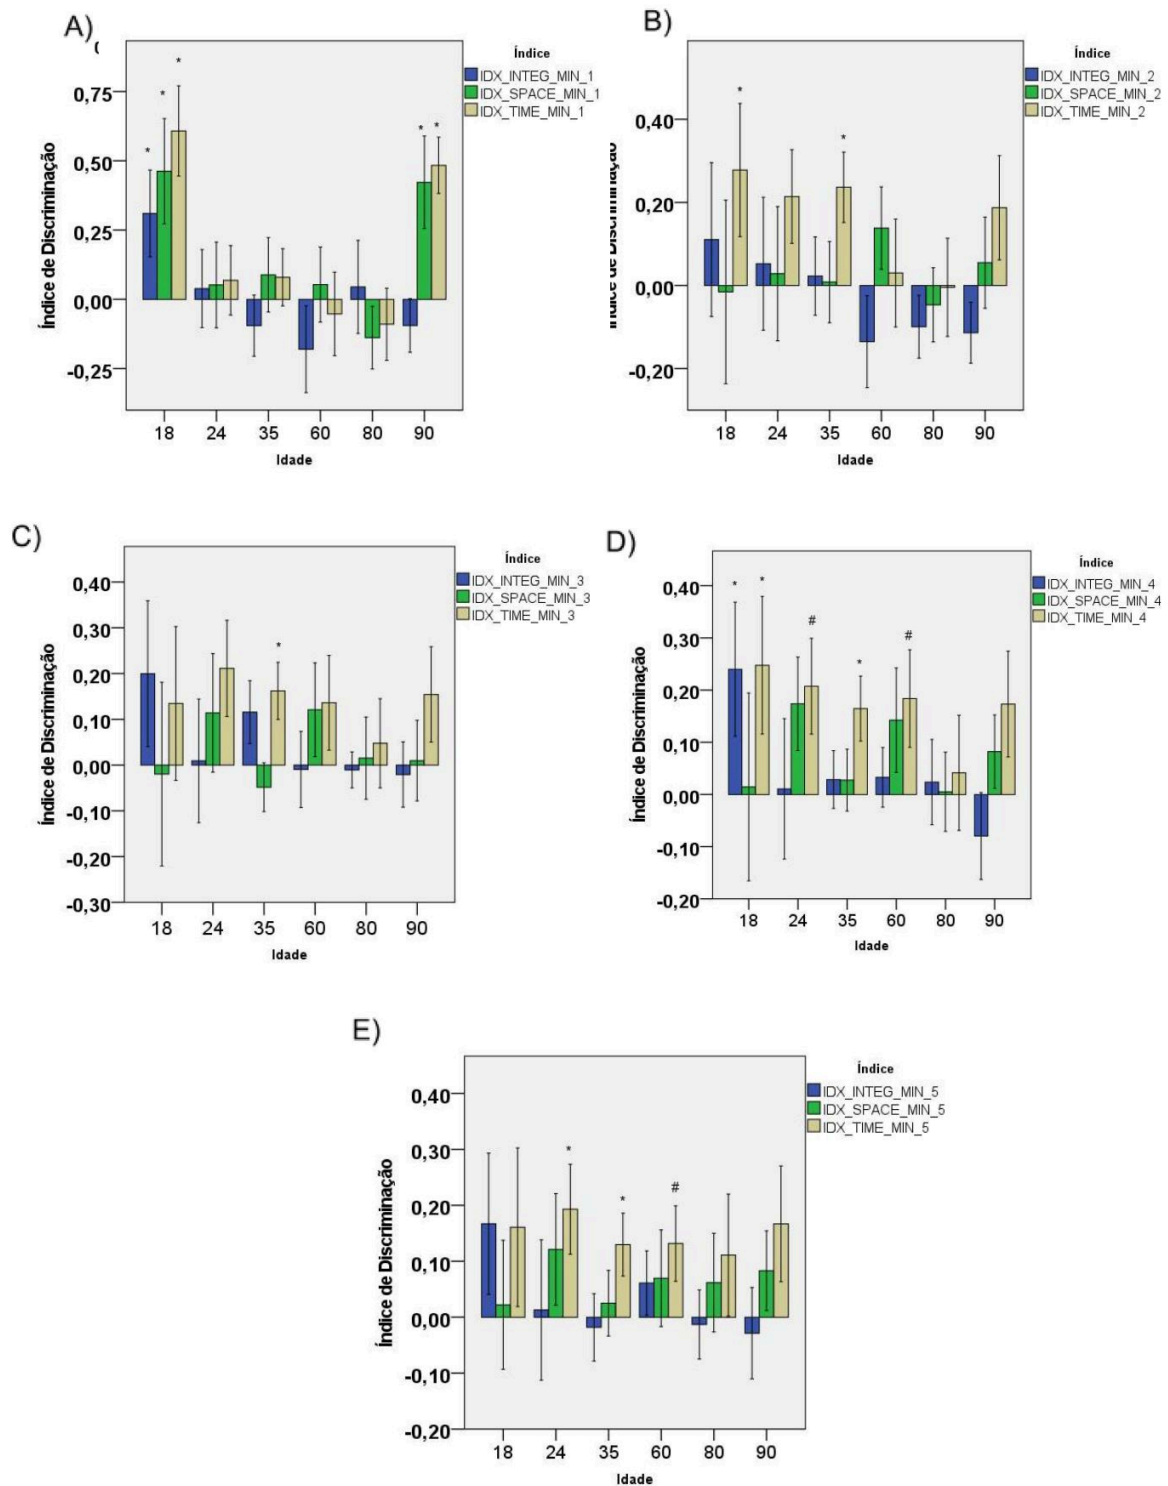 A)
Índice
IDX_INTEG_MIN_1
IDX_SPACE_MIN_1
IDX_TIME_MIN_1
Índice de Discriminação
0,75
0,50
0,25
0,00
-0,25
* * * * *
18 24 35 60 80 90
Idade
B)
Índice
IDX_INTEG_MIN_2
IDX_SPACE_MIN_2
IDX_TIME_MIN_2
Índice de Discriminação
0,40
0,20
0,00
-0,20
* *
18 24 35 60 80 90
Idade
C)
Índice
IDX_INTEG_MIN_3
IDX_SPACE_MIN_3
IDX_TIME_MIN_3
Índice de Discriminação
0,40
0,30
0,20
0,10
0,00
-0,10
-0,20
-0,30
*
18 24 35 60 80 90
Idade
D)
Índice
IDX_INTEG_MIN_4
IDX_SPACE_MIN_4
IDX_TIME_MIN_4
Índice de Discriminação
0,40
0,30
0,20
0,10
0,00
-0,10
-0,20
* * # * #
18 24 35 60 80 90
Idade
E)
Índice
IDX_INTEG_MIN_5
IDX_SPACE_MIN_5
IDX_TIME_MIN_5
Índice de Discriminação
0,40
0,30
0,20
0,10
0,00
-0,10
-0,20
* * #
18 24 35 60 80 90
Idade